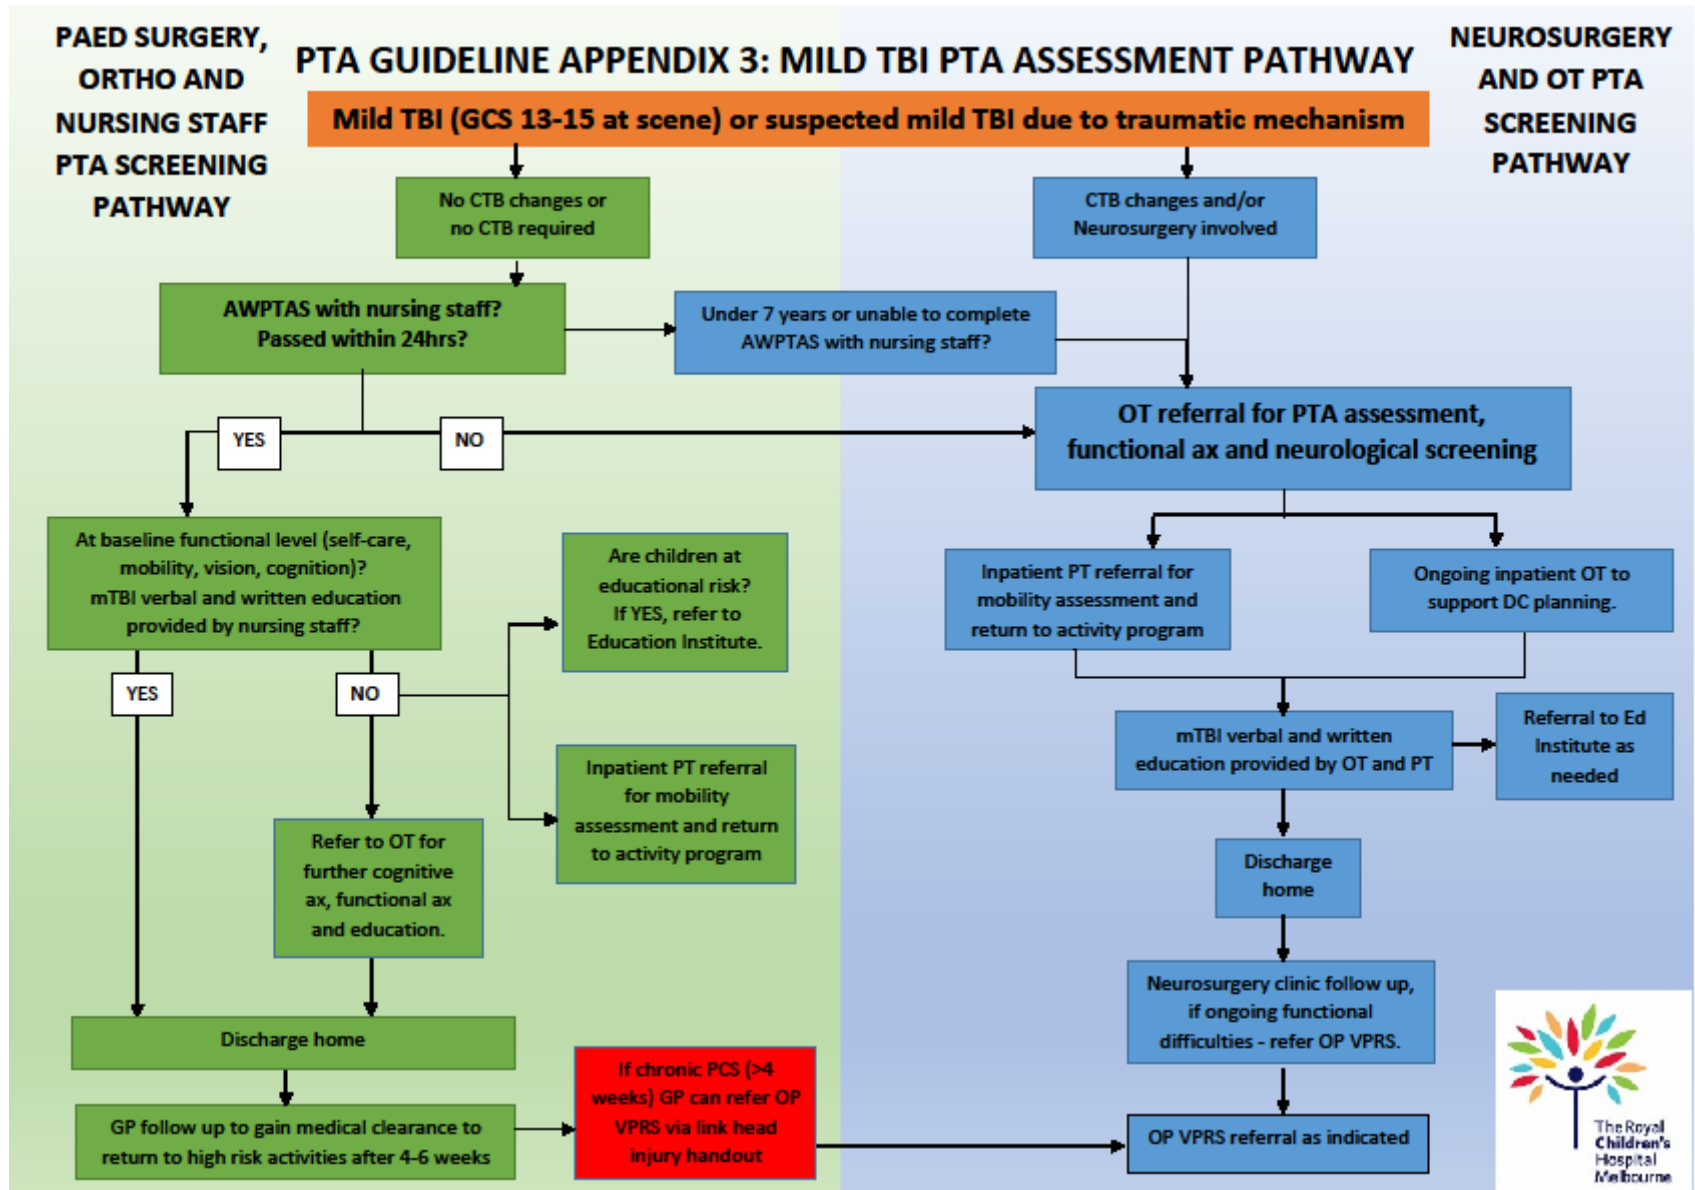 PAED SURGERY,
ORTHO AND
NURSING STAFF
PTA SCREENING
PATHWAY
PTA GUIDELINE APPENDIX 3: MILD TBI PTA ASSESSMENT PATHWAY
NEUROSURGERY
AND OT PTA
SCREENING
PATHWAY
Mild TBI (GCS 13-15 at scene) or suspected mild TBI due to traumatic mechanism
No CTB changes or
no CTB required
CTB changes and/or
Neurosurgery involved
AWPTAS with nursing staff?
Passed within 24hrs?
Under 7 years or unable to complete
AWPTAS with nursing staff?
OT referral for PTA assessment,
functional ax and neurological screening
YES
NO
At baseline functional level (self-care,
mobility, vision, cognition)?
mTBI verbal and written education
provided by nursing staff?
Are children at
educational risk?
If YES, refer to
Education Institute.
Inpatient PT referral for
mobility assessment and
return to activity program
Ongoing inpatient OT to
support DC planning.
YES
NO
Inpatient PT referral
for mobility
assessment and return
to activity program
mTBI verbal and written
education provided by OT and PT
Referral to Ed
Institute as
needed
Refer to OT for
further cognitive
ax, functional ax
and education.
Discharge
home
Neurosurgery clinic follow up,
if ongoing functional
difficulties - refer OP VPRS.
Discharge home
GP follow up to gain medical clearance to
return to high risk activities after 4-6 weeks
If chronic PCS (>4
weeks) GP can refer OP
VPRS via link head
injury handout
OP VPRS referral as indicated
The Royal
Children's
Hospital
Melbourne